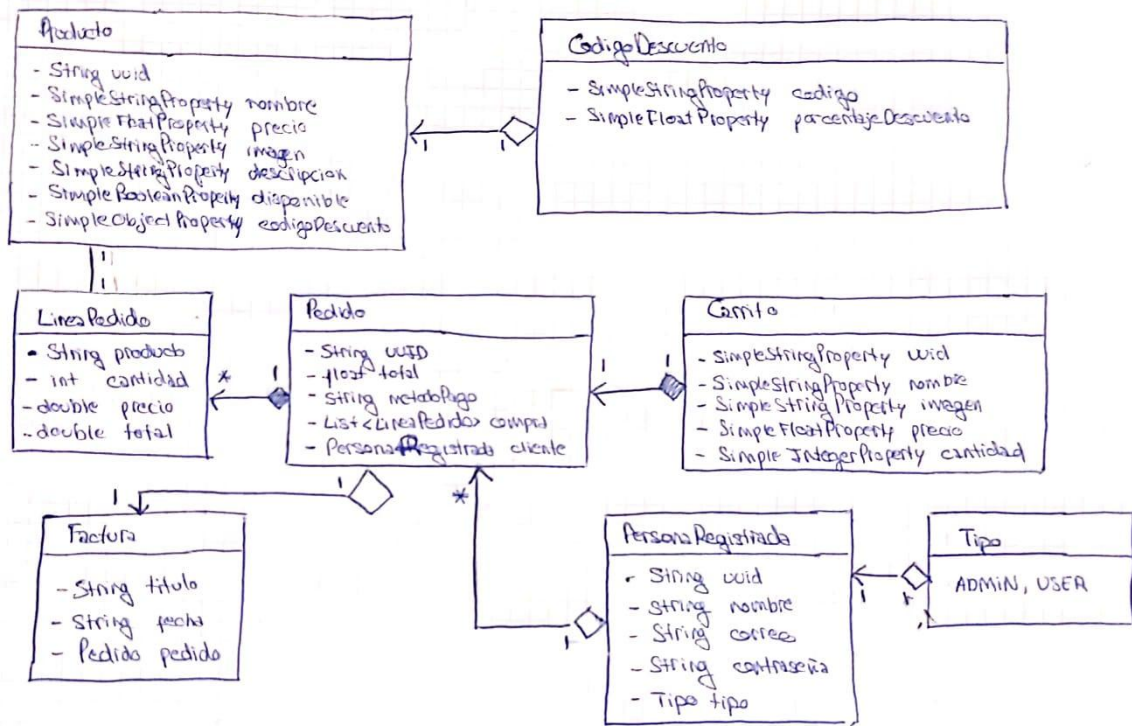 Producto
- String uuid
- SimpleStringProperty nombre
- SimpleFloatProperty precio
- SimpleStringProperty imagen
- SimpleStringProperty descripcion
- SimpleBooleanProperty disponible
- SimpleObjectProperty codigoDescuento
CodigoDescuento
- SimpleStringProperty codigo
- SimpleFloatProperty porcentajeDescuento
1
1
1
1
LineaPedido
- String producto
- int cantidad
- double precio
- double total
*
1
Pedido
- String UUID
- float total
- String metodoPago
- List<LineaPedido> compra
- PersonaRegistrada cliente
1
1
Carrito
- SimpleStringProperty uuid
- SimpleStringProperty nombre
- SimpleStringProperty imagen
- SimpleFloatProperty precio
- SimpleIntegerProperty cantidad
1
1
Factura
- String titulo
- String fecha
- Pedido pedido
*
1
PersonaRegistrada
- String uuid
- String nombre
- String correo
- String contraseña
- Tipo tipo
1
1
Tipo
ADMIN, USER